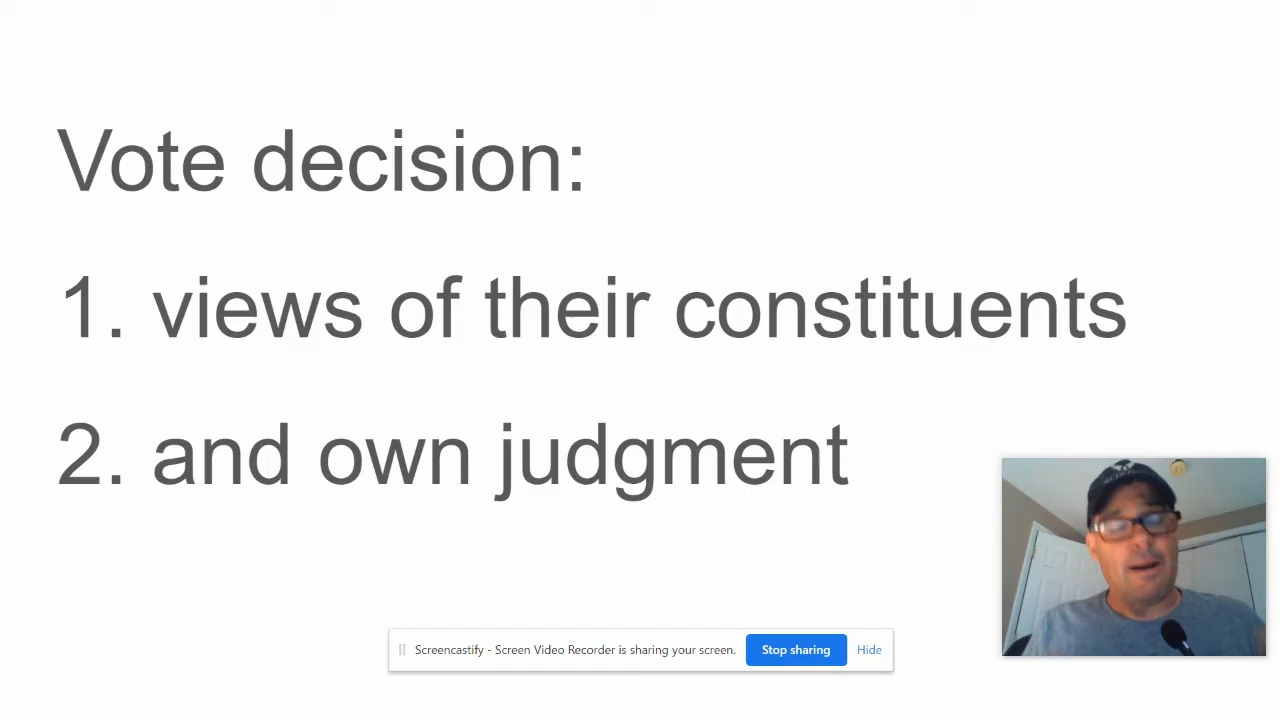 Vote decision:
1. views of their constituents
2. and own judgment
Screencastify - Screen Video Recorder is sharing your screen.
Stop sharing
Hide